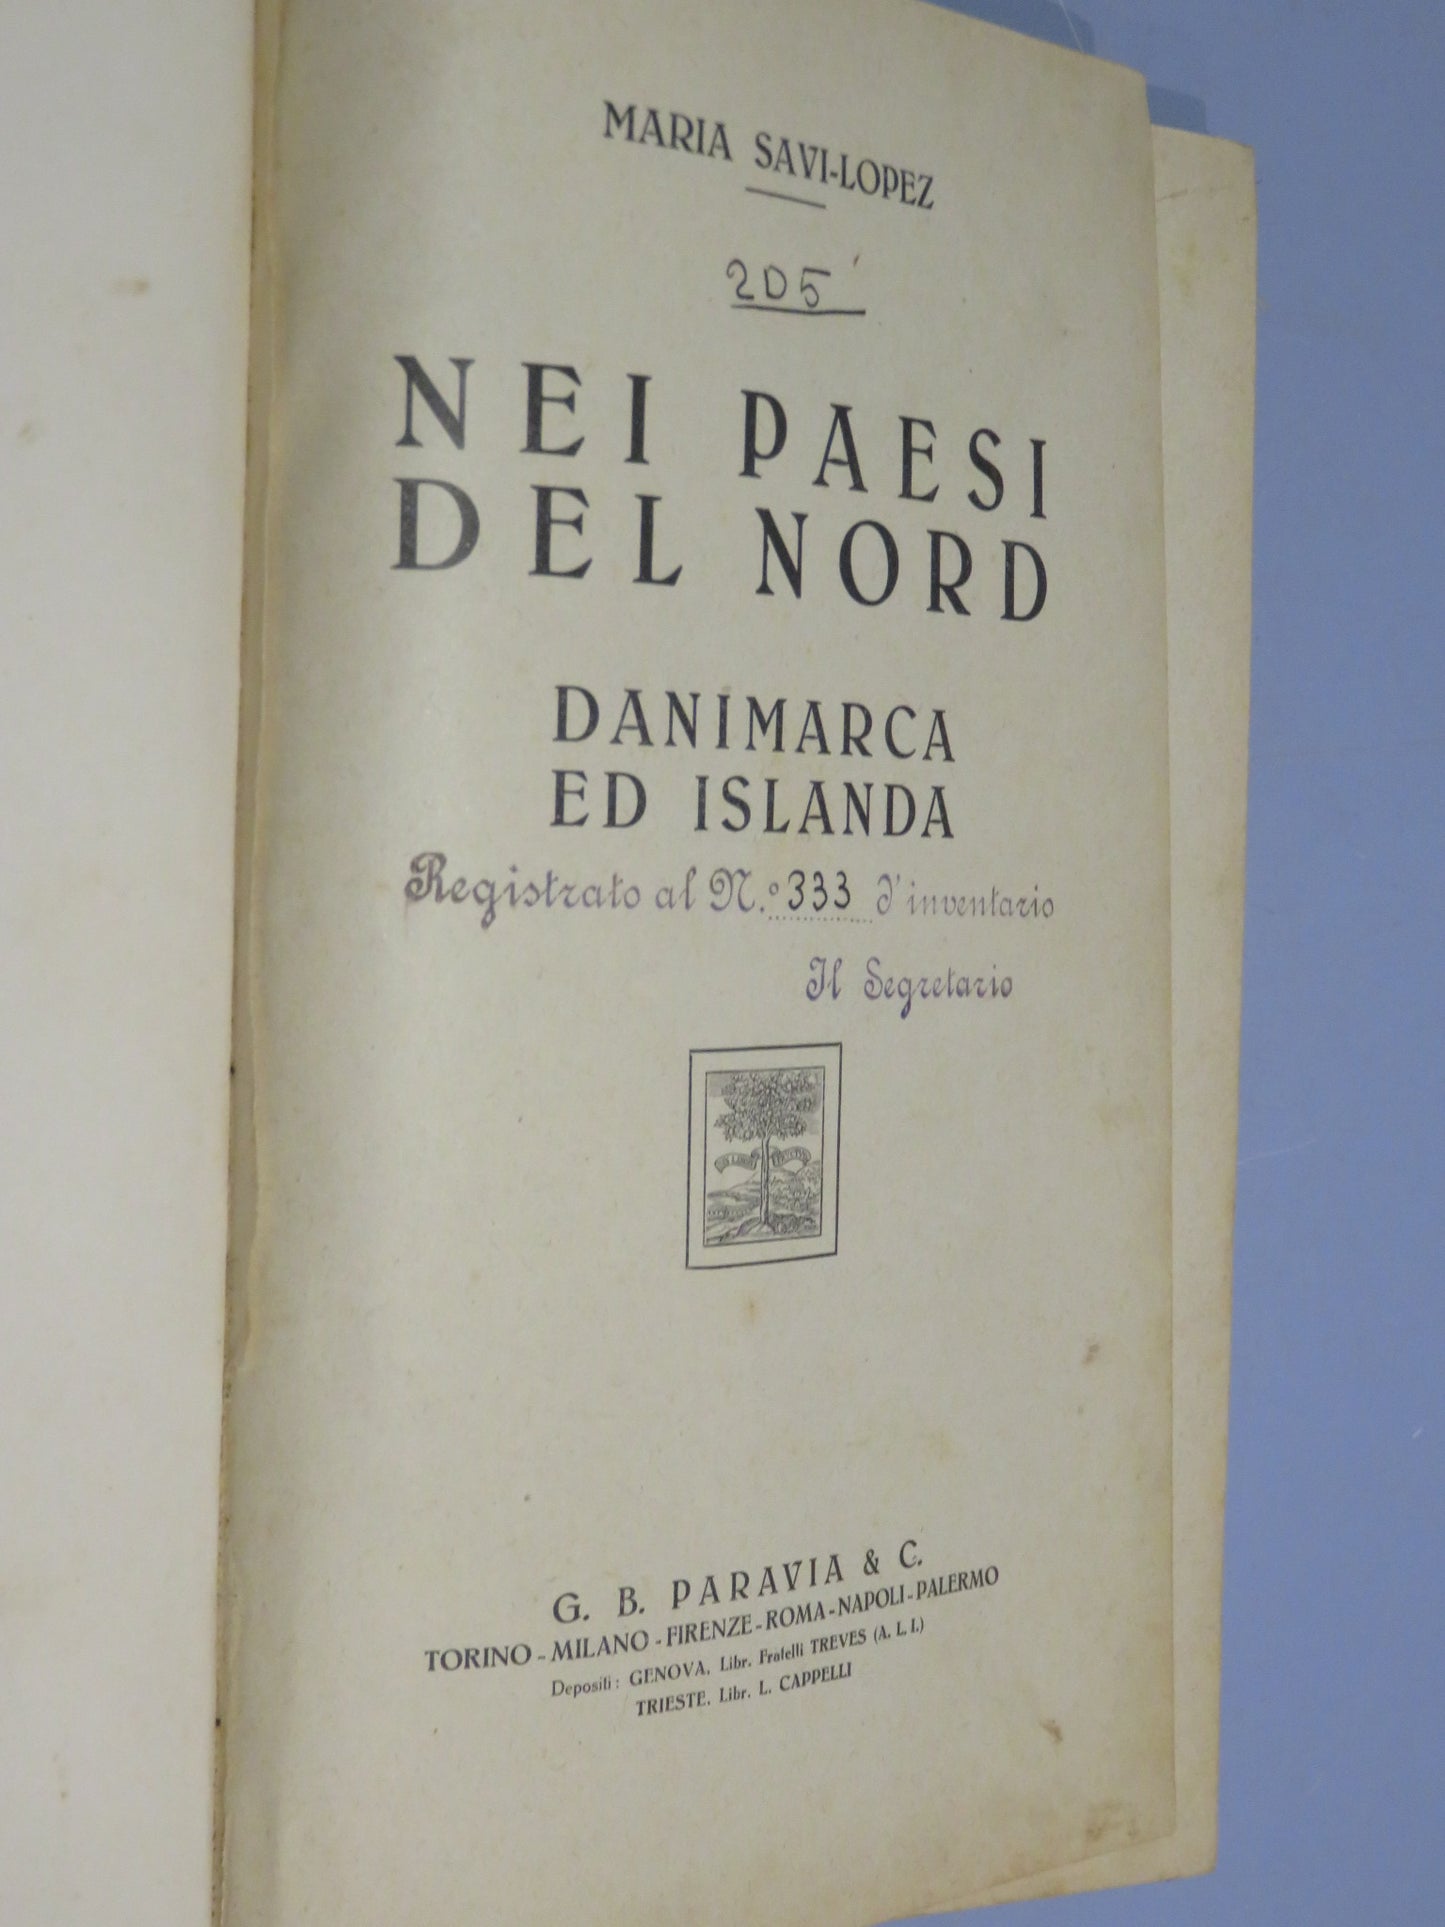 MARIA SAVI-LOPEZ
205
NEI PAESI
DEL NORD
DANIMARCA
ED ISLANDA
Registrato al N.° 333 d'inventario
Il Segretario
G. B. PARAVIA & C.
TORINO - MILANO - FIRENZE - ROMA - NAPOLI - PALERMO
Depositi: GENOVA, Libr. Fratelli TREVES (A. L. I.)
TRIESTE, Libr. L. CAPPELLI